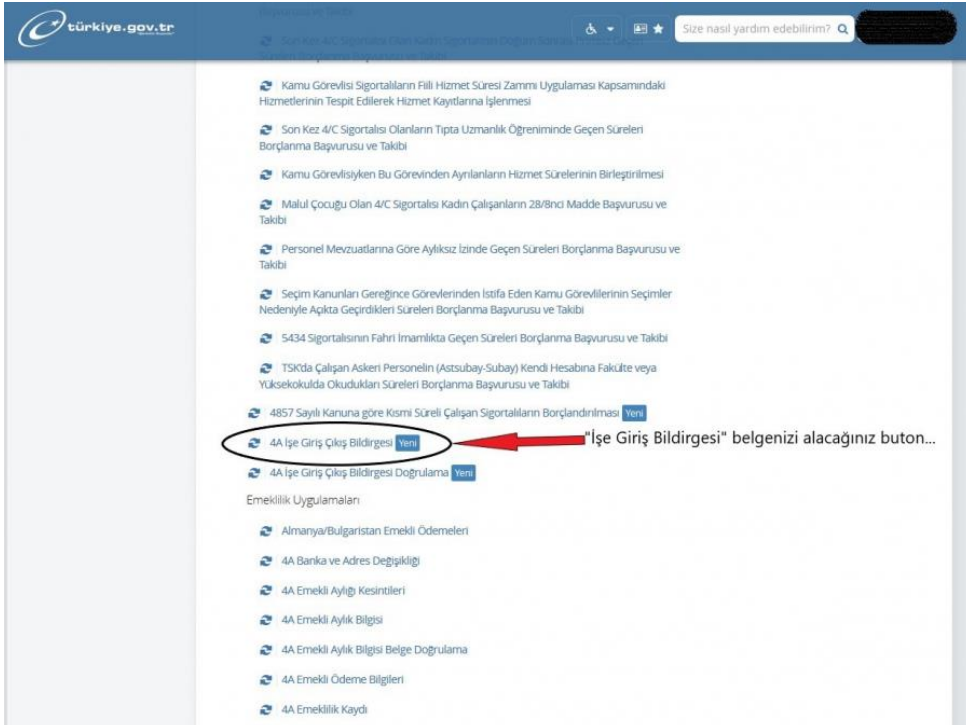 türkiye.gov.tr
Size nasıl yardım edebilirim?
Kamu Görevlisi Sigortalıların Fiili Hizmet Süresi Zammı Uygulaması Kapsamındaki
Hizmetlerinin Tespit Edilerek Hizmet Kayıtlarına İşlenmesi
Son Kez 4/C Sigortalısı Olanların Tıpta Uzmanlık Öğreniminde Geçen Süreleri
Borçlanma Başvurusu ve Takibi
Kamu Görevlisiyken Bu Görevinden Ayrılanların Hizmet Sürelerinin Birleştirilmesi
Malul Çocuğu Olan 4/C Sigortalısı Kadın Çalışanların 28/8nci Madde Başvurusu ve
Takibi
Personel Mevzuatlarına Göre Aylıksız İzinde Geçen Süreleri Borçlanma Başvurusu ve
Takibi
Seçim Kanunları Gereğince Görevlerinden İstifa Eden Kamu Görevlilerinin Seçimler
Nedeniyle Açıkta Geçirdikleri Süreleri Borçlanma Başvurusu ve Takibi
5434 Sigortalısının Fahri İmamlıkta Geçen Süreleri Borçlanma Başvurusu ve Takibi
TSK'da Çalışan Askeri Personelin (Astsubay-Subay) Kendi Hesabına Fakülte veya
Yüksekokulda Okudukları Süreleri Borçlanma Başvurusu ve Takibi
4857 Sayılı Kanuna göre Kısmi Süreli Çalışan Sigortalıların Borçlandırılması Yeni
4A İşe Giriş Çıkış Bildirgesi Yeni
"İşe Giriş Bildirgesi" belgenizi alacağınız buton...
4A İşe Giriş Çıkış Bildirgesi Doğrulama Yeni
Emeklilik Uygulamaları
Almanya/Bulgaristan Emekli Ödemeleri
4A Banka ve Adres Değişikliği
4A Emekli Aylığı Kesintileri
4A Emekli Aylık Bilgisi
4A Emekli Aylık Bilgisi Belge Doğrulama
4A Emekli Ödeme Bilgileri
4A Emeklilik Kaydı